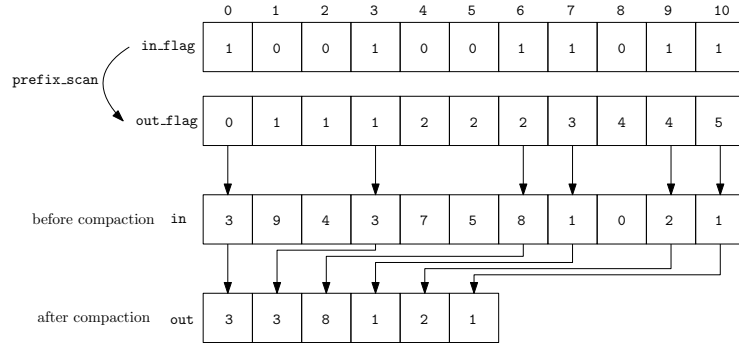 0 1 2 3 4 5 6 7 8 9 10
in_flag 1 0 0 1 0 0 1 1 0 1 1
prefix_scan
out_flag 0 1 1 1 2 2 2 3 4 4 5
before compaction in 3 9 4 3 7 5 8 1 0 2 1
after compaction out 3 3 8 1 2 1